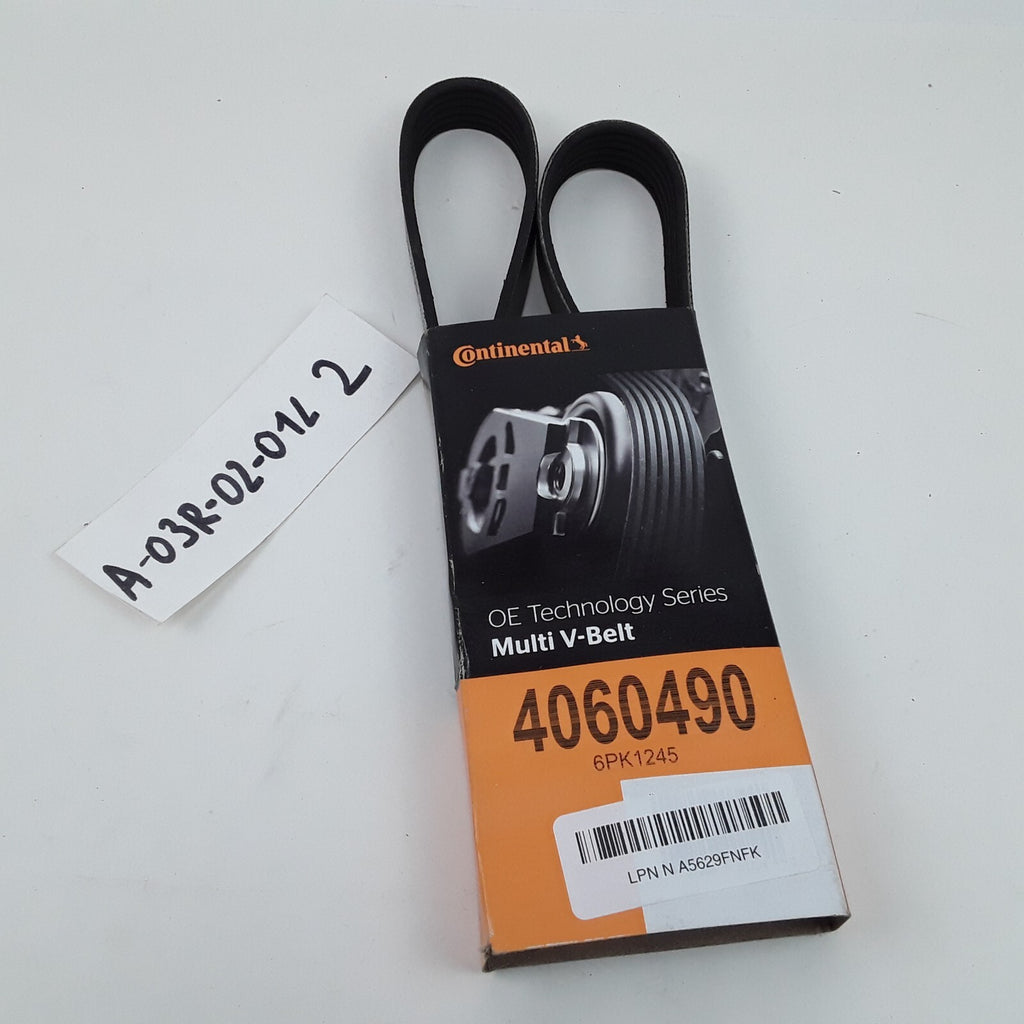 Continental
A-03R-02-01L 2
OE Technology Series
Multi V-Belt
4060490
6PK1245
LPN N A5629FNFK